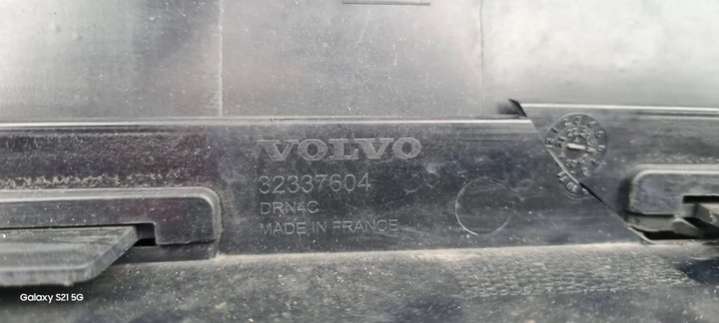 VOLVO
32337604
DRN4C
MADE IN FRANCE
Galaxy S21 5G